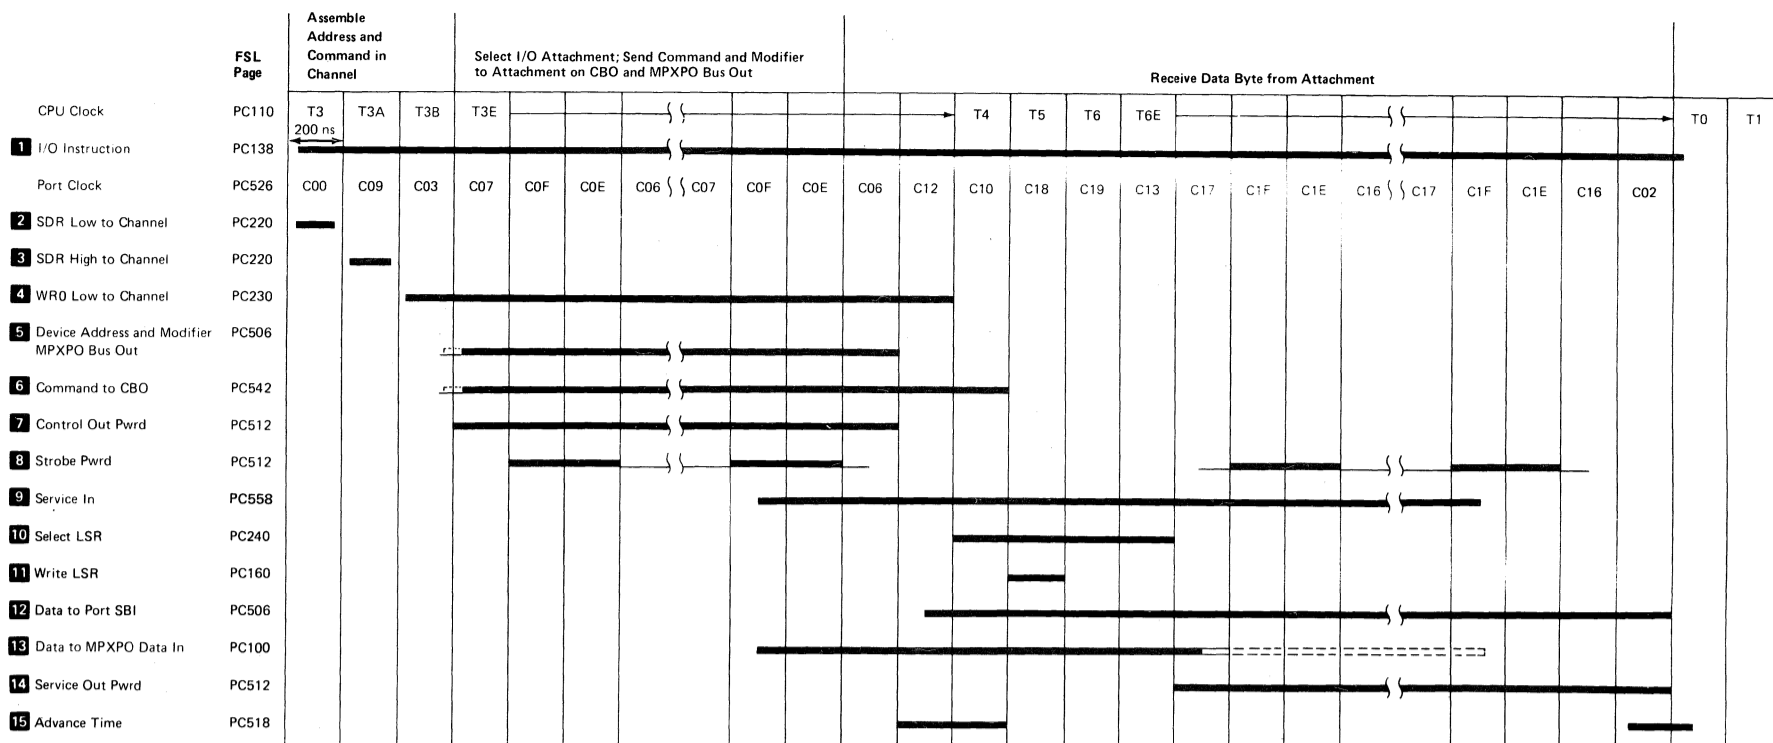 Assemble
Address and
Command in
Channel
FSL
Page
Select I/O Attachment; Send Command and Modifier
to Attachment on CBO and MPXPO Bus Out
Receive Data Byte from Attachment
CPU Clock PC110 T3 T3A T3B T3E T4 T5 T6 T6E T0 T1
200 ns
1 I/O Instruction PC138
Port Clock PC526 C00 C09 C03 C07 C0F C0E C06 C07 C0F C0E C06 C12 C10 C18 C19 C13 C17 C1F C1E C16 C17 C1F C1E C16 C02
2 SDR Low to Channel PC220
3 SDR High to Channel PC220
4 WR0 Low to Channel PC230
5 Device Address and Modifier PC506
MPXPO Bus Out
6 Command to CBO PC542
7 Control Out Pwrd PC512
8 Strobe Pwrd PC512
9 Service In PC558
10 Select LSR PC240
11 Write LSR PC160
12 Data to Port SBI PC506
13 Data to MPXPO Data In PC100
14 Service Out Pwrd PC512
15 Advance Time PC518